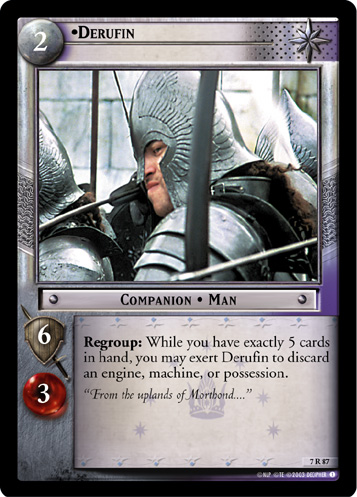 2
•Derufin
Companion • Man
6
3
Regroup: While you have exactly 5 cards
in hand, you may exert Derufin to discard
an engine, machine, or possession.
“From the uplands of Morthond....”
7 R 87